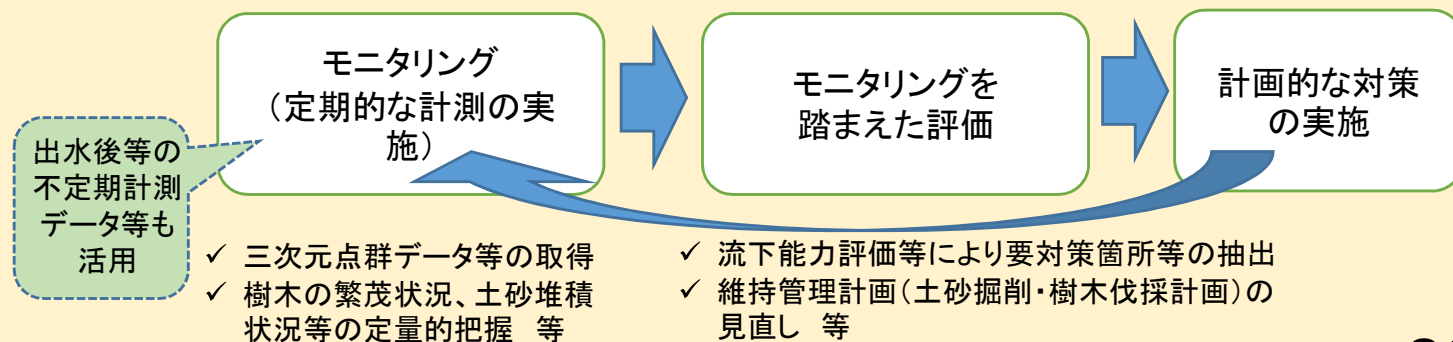 モニタリング
（定期的な計測の実
施）
モニタリングを
踏まえた評価
計画的な対策
の実施
出水後等の
不定期計測
データ等も
活用
✓ 三次元点群データ等の取得
✓ 樹木の繁茂状況、土砂堆積
状況等の定量的把握　等
✓ 流下能力評価等により要対策箇所等の抽出
✓ 維持管理計画（土砂掘削・樹木伐採計画）の
見直し　等